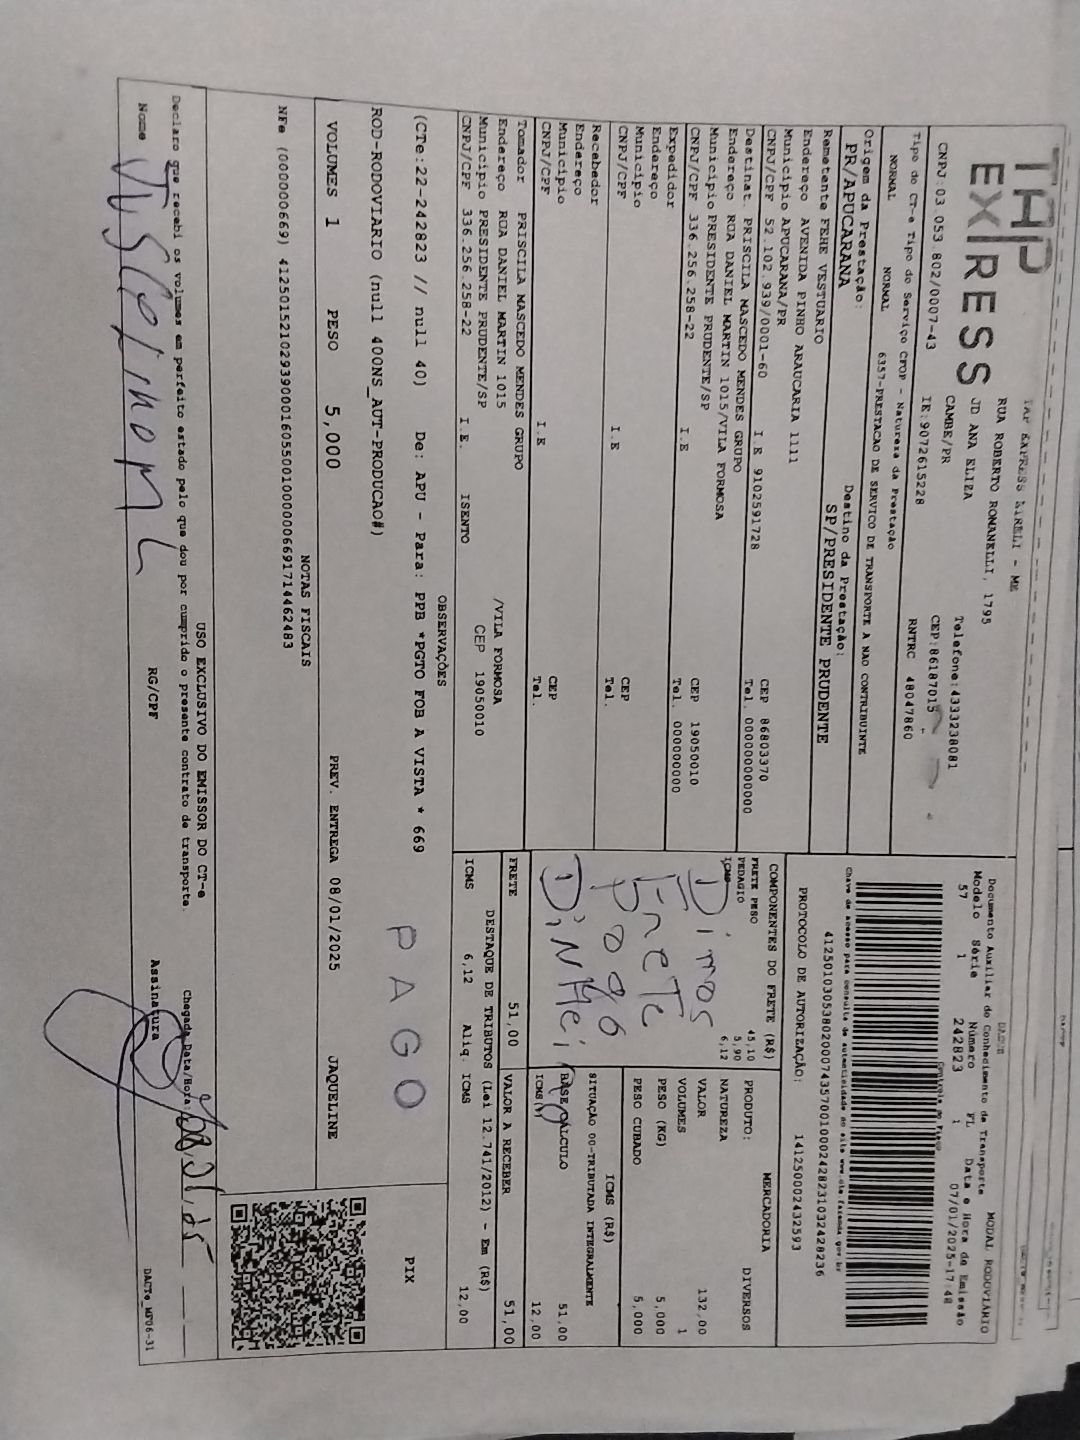 THP
EXPRESS
TAP EXPRESS EIRELI - ME
RUA ROBERTO ROMANELLI, 1795
JD ANA ELIZA
CAMBE/PR
Telefone:4333238081
CEP:86187015
CNPJ:03.053.802/0007-43
IE:9072615228
RNTRC 48047860
Tipo do CT-e Tipo do Serviço CFOP - Natureza da Prestação
NORMAL NORMAL 6357-PRESTACAO DE SERVICO DE TRANSPORTE A NAO CONTRIBUINTE
Origem da Prestação:
PR/APUCARANA
Destino da Prestação:
SP/PRESIDENTE PRUDENTE
Remetente FEHE VESTUARIO
Endereço AVENIDA PINHO ARAUCARIA 1111
Município APUCARANA/PR CEP 86803370
CNPJ/CPF 52.102.939/0001-60 I.E 9102591728 Tel. 00000000000
Destinat. PRISCILA MASCEDO MENDES GRUPO
Endereço RUA DANIEL MARTIN 1015/VILA FORMOSA
Município PRESIDENTE PRUDENTE/SP CEP 19050010
CNPJ/CPF 336.256.258-22 I.E Tel. 0000000000
Expedidor
Endereço
Município CEP
CNPJ/CPF I.E Tel.
Recebedor
Endereço
Município CEP
CNPJ/CPF I.E Tel.
Tomador PRISCILA MASCEDO MENDES GRUPO
Endereço RUA DANIEL MARTIN 1015 /VILA FORMOSA
Município PRESIDENTE PRUDENTE/SP CEP 19050010
CNPJ/CPF 336.256.258-22 I.E. ISENTO
Documento Auxiliar do Conhecimento de Transporte MODAL RODOVIÁRIO
Modelo Série Número FL Data e Hora de Emissão
57 1 242823 1 07/01/2025-17:48
Controle do Fisco
Chave de acesso para consulta de autenticidade no site www.cte.fazenda.gov.br
41250103053802000743570010002428231032428236
PROTOCOLO DE AUTORIZAÇÃO: 141250002432593
COMPONENTES DO FRETE (R$)
FRETE PESO 45,10
PEDAGIO 5,90
ICMS 6,12
Dimos
FreTe
Pogo
DiNHeiRo
FRETE 51,00
MERCADORIA
PRODUTO: DIVERSOS
NATUREZA
VALOR 132,00
VOLUMES 1
PESO (KG) 5,000
PESO CUBADO 5,000
ICMS (R$)
SITUAÇÃO 00-TRIBUTADA INTEGRALMENTE
BASE CALCULO 51,00
ICMS(%) 12,00
VALOR A RECEBER 51,00
DESTAQUE DE TRIBUTOS (Lei 12.741/2012) - Em (R$)
ICMS 6,12 Aliq. ICMS 12,00
OBSERVAÇÕES
(CTe:22-242823 // null 40) De: APU - Para: PPB *PGTO FOB A VISTA * 669
ROD-RODOVIARIO (null 400NS_AUT-PRODUCAO#)
PAGO
PIX
VOLUMES 1 PESO 5,000 PREV. ENTREGA 08/01/2025 JAQUELINE
NOTAS FISCAIS
NFe (000000669) 41250152102939000160550010000006691714462483
USO EXCLUSIVO DO EMISSOR DO CT-e
Declaro que recebi os volumes em perfeito estado pelo que dou por cumprido o presente contrato de transporte.
Chegada Data/Hora:
Nome RG/CPF Assinatura
DACTe_MF06-31